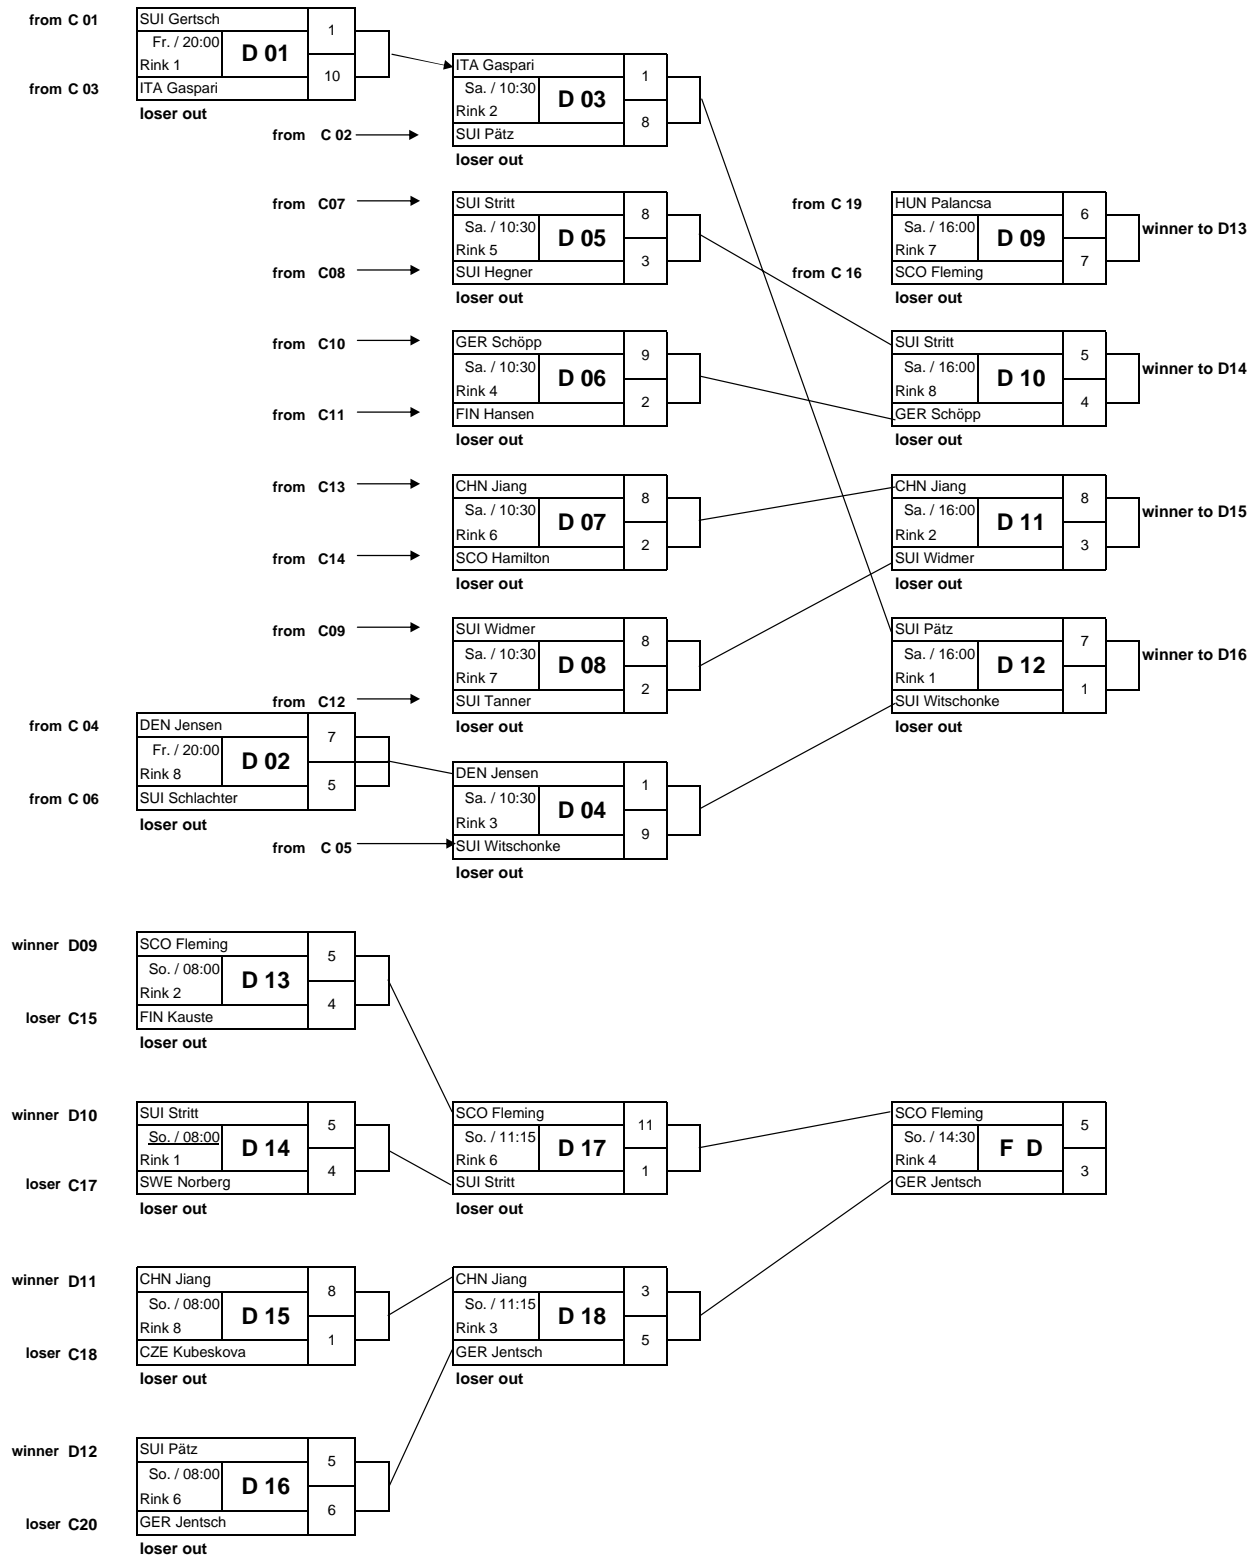 from C 01
SUI Gertsch
1
Fr. / 20:00
D 01
Rink 1
10
from C 03
ITA Gaspari
loser out
ITA Gaspari
1
Sa. / 10:30
D 03
Rink 2
8
from C 02
SUI Pätz
loser out
from C07
SUI Stritt
8
Sa. / 10:30
D 05
Rink 5
3
from C08
SUI Hegner
loser out
from C 19
HUN Palancsa
6
Sa. / 16:00
D 09
winner to D13
Rink 7
7
from C 16
SCO Fleming
loser out
from C10
GER Schöpp
9
Sa. / 10:30
D 06
Rink 4
2
from C11
FIN Hansen
loser out
SUI Stritt
5
Sa. / 16:00
D 10
winner to D14
Rink 8
4
GER Schöpp
loser out
from C13
CHN Jiang
8
Sa. / 10:30
D 07
Rink 6
2
from C14
SCO Hamilton
loser out
CHN Jiang
8
Sa. / 16:00
D 11
winner to D15
Rink 2
3
SUI Widmer
loser out
from C09
SUI Widmer
8
Sa. / 10:30
D 08
Rink 7
2
from C12
SUI Tanner
loser out
SUI Pätz
7
Sa. / 16:00
D 12
winner to D16
Rink 1
1
SUI Witschonke
loser out
from C 04
DEN Jensen
7
Fr. / 20:00
D 02
Rink 8
5
from C 06
SUI Schlachter
loser out
DEN Jensen
1
Sa. / 10:30
D 04
Rink 3
9
from C 05
SUI Witschonke
loser out
winner D09
SCO Fleming
5
So. / 08:00
D 13
Rink 2
4
loser C15
FIN Kauste
loser out
winner D10
SUI Stritt
5
So. / 08:00
D 14
Rink 1
4
loser C17
SWE Norberg
loser out
SCO Fleming
11
So. / 11:15
D 17
Rink 6
1
SUI Stritt
loser out
SCO Fleming
5
So. / 14:30
F D
Rink 4
3
GER Jentsch
winner D11
CHN Jiang
8
So. / 08:00
D 15
Rink 8
1
loser C18
CZE Kubeskova
loser out
CHN Jiang
3
So. / 11:15
D 18
Rink 3
5
GER Jentsch
loser out
winner D12
SUI Pätz
5
So. / 08:00
D 16
Rink 6
6
loser C20
GER Jentsch
loser out